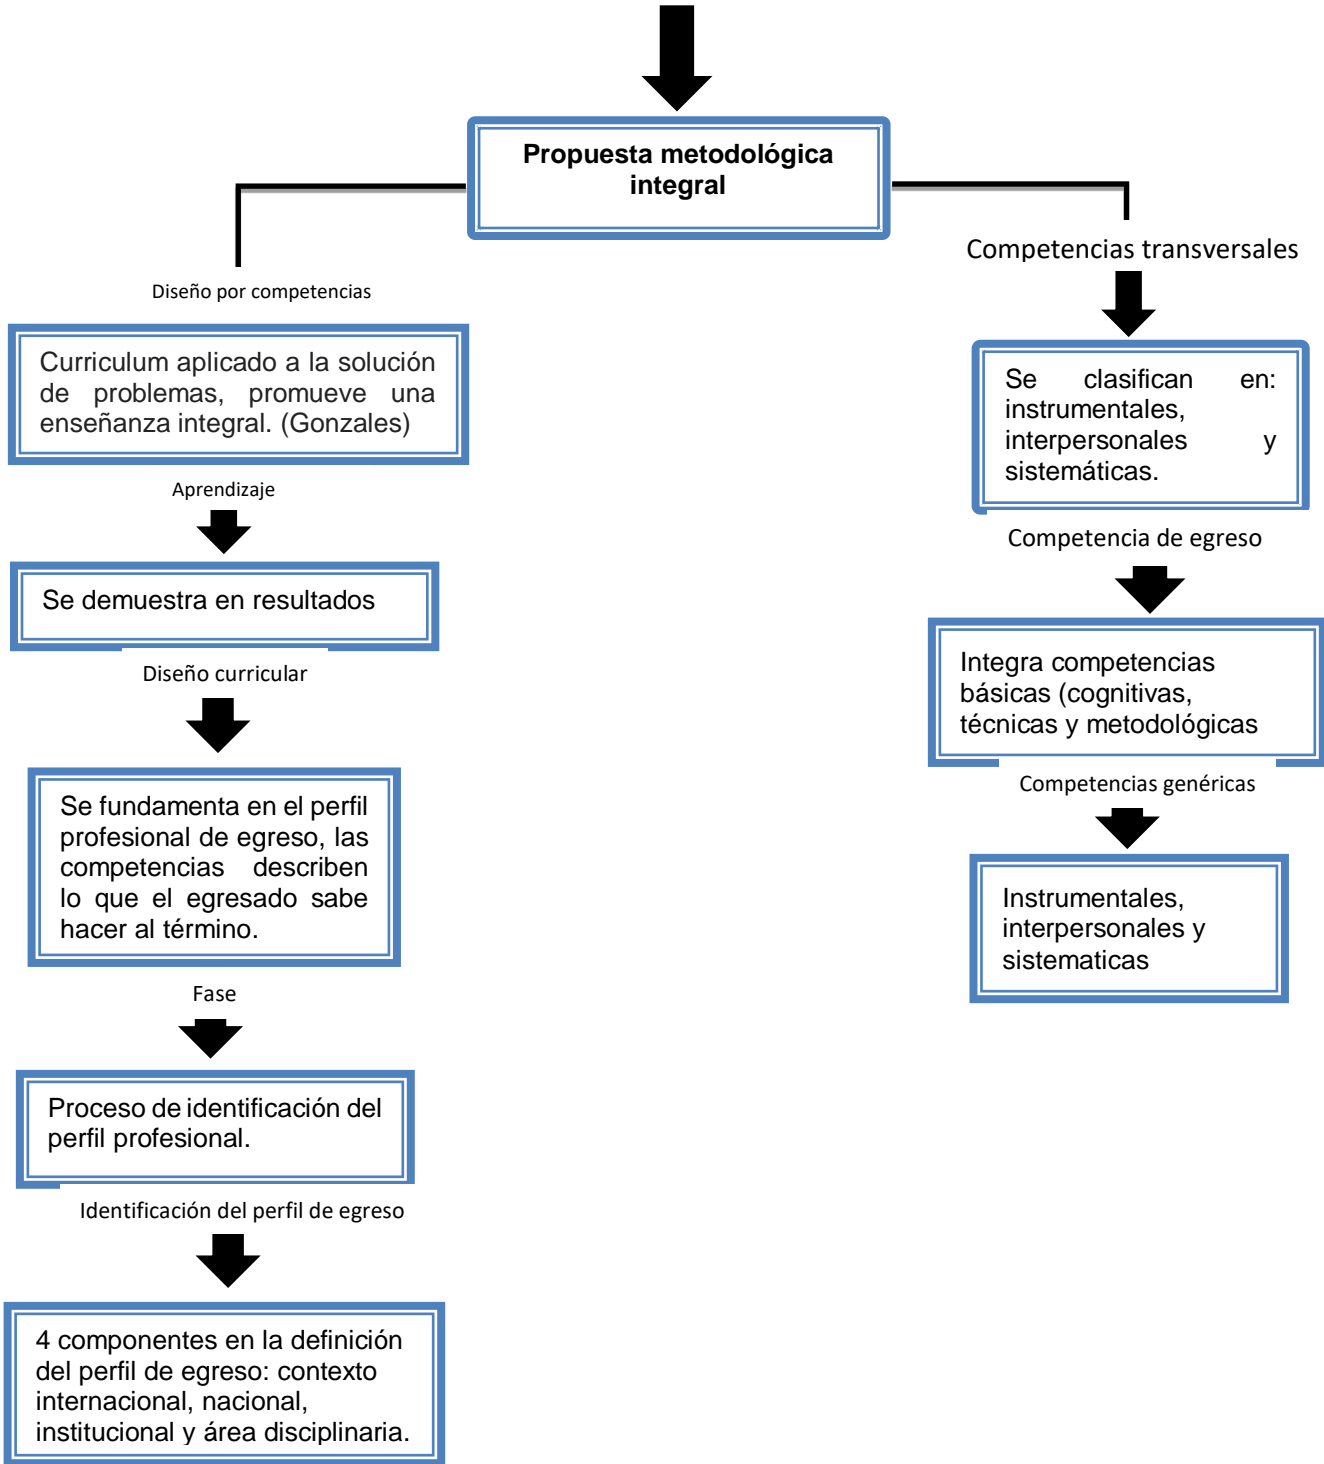 Propuesta metodológica
integral
Diseño por competencias
Curriculum aplicado a la solución
de problemas, promueve una
enseñanza integral. (Gonzales)
Aprendizaje
Se demuestra en resultados
Diseño curricular
Se fundamenta en el perfil
profesional de egreso, las
competencias describen
lo que el egresado sabe
hacer al término.
Fase
Proceso de identificación del
perfil profesional.
Identificación del perfil de egreso
4 componentes en la definición
del perfil de egreso: contexto
internacional, nacional,
institucional y área disciplinaria.
Competencias transversales
Se clasifican en:
instrumentales,
interpersonales y
sistemáticas.
Competencia de egreso
Integra competencias
básicas (cognitivas,
técnicas y metodológicas
Competencias genéricas
Instrumentales,
interpersonales y
sistematicas